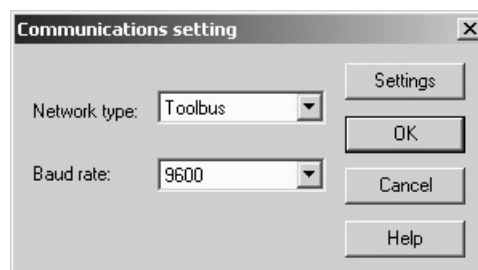 Communications setting
Settings
Network type: Toolbus
OK
Baud rate: 9600
Cancel
Help